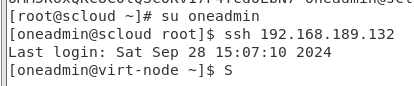 [root@scloud ~]# su oneadmin
[oneadmin@scloud root]$ ssh 192.168.189.132
Last login: Sat Sep 28 15:07:10 2024
[oneadmin@virt-node ~]$ S